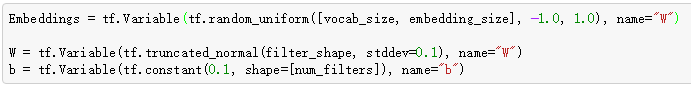 Embeddings = tf.Variable(tf.random_uniform([vocab_size, embedding_size], -1.0, 1.0), name="W")
W = tf.Variable(tf.truncated_normal(filter_shape, stddev=0.1), name="W")
b = tf.Variable(tf.constant(0.1, shape=[num_filters]), name="b")